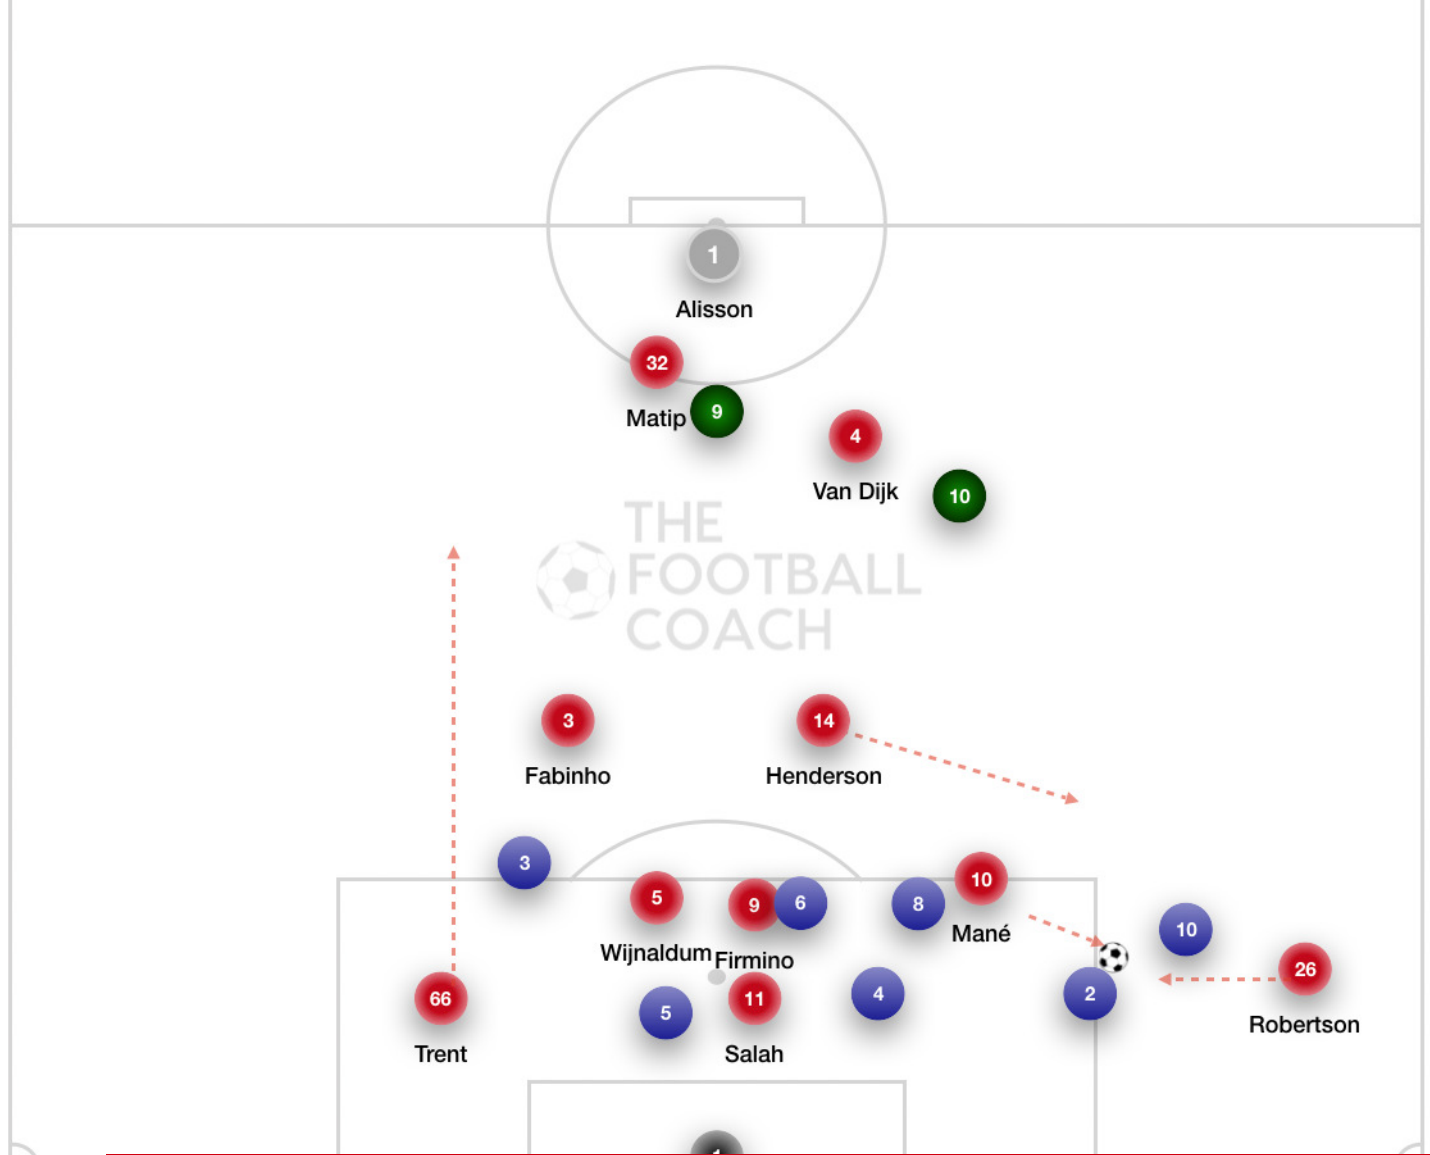 1
Alisson
32
Matip
9
4
Van Dijk
10
THE
FOOTBALL
COACH
3
Fabinho
14
Henderson
3
5
Wijnaldum
9
Firmino
6
8
10
Mané
10
26
Robertson
66
Trent
5
11
Salah
4
2
1